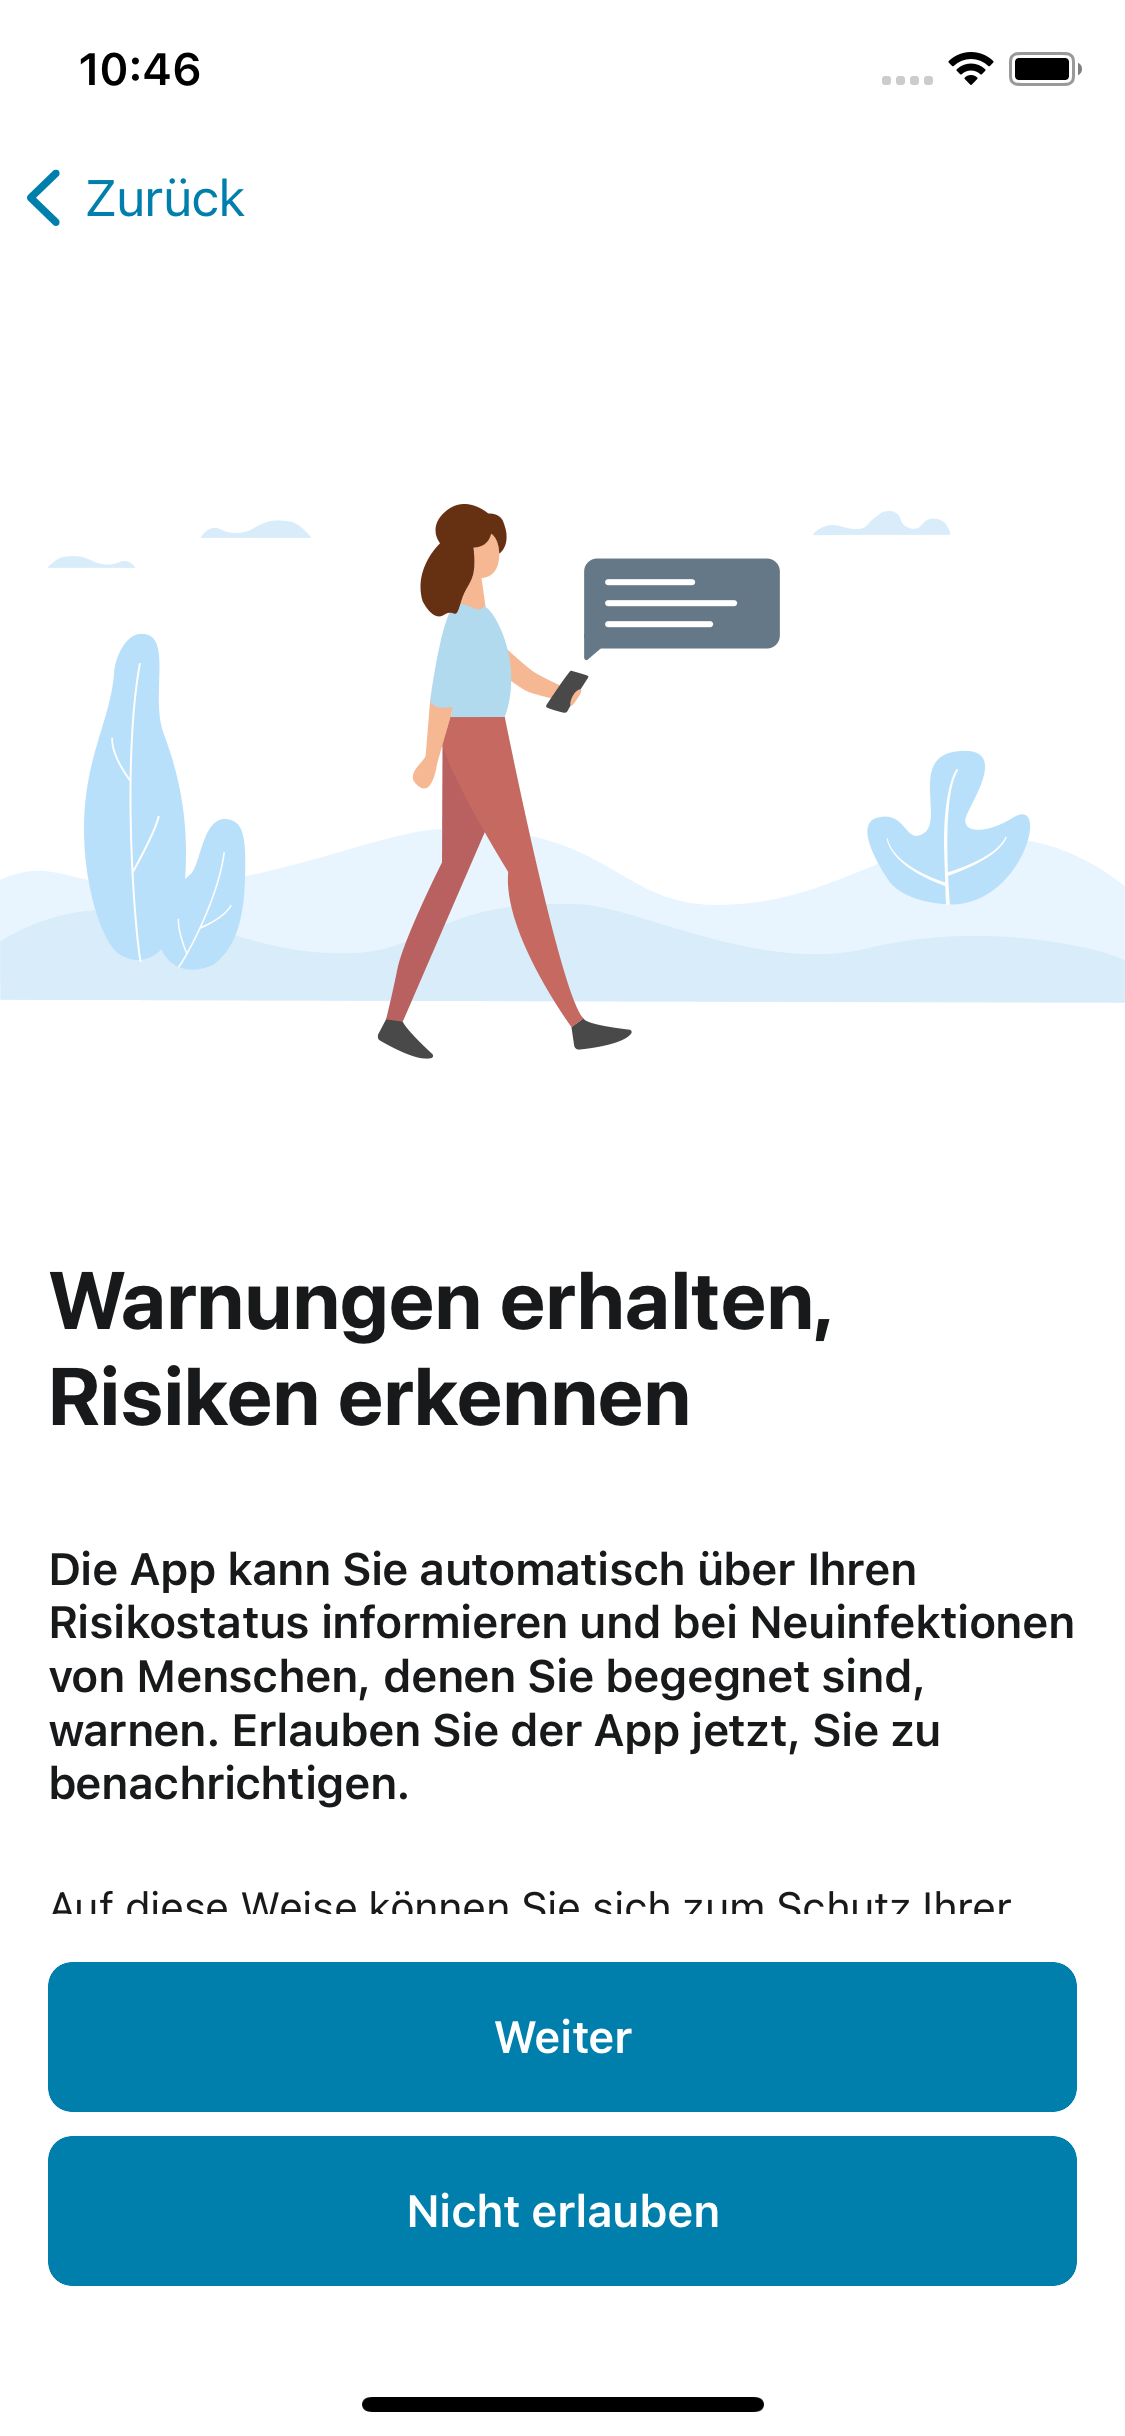 10:46
Zurück
Warnungen erhalten,
Risiken erkennen
Die App kann Sie automatisch über Ihren
Risikostatus informieren und bei Neuinfektionen
von Menschen, denen Sie begegnet sind,
warnen. Erlauben Sie der App jetzt, Sie zu
benachrichtigen.
Auf diese Weise können Sie sich zum Schutz Ihrer
Weiter
Nicht erlauben